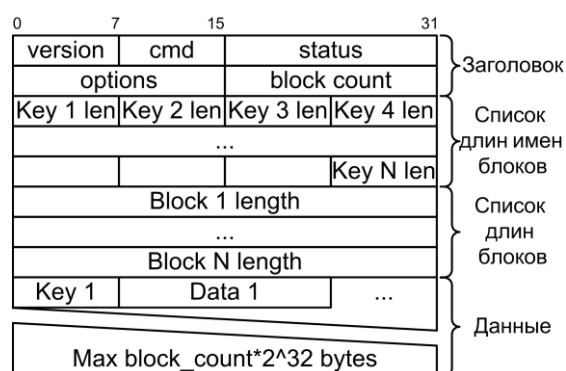 0 7 15 31
version cmd status
options block count
Заголовок
Key 1 len Key 2 len Key 3 len Key 4 len
...
Key N len
Список
длин имен
блоков
Block 1 length
...
Block N length
Список
длин
блоков
Key 1 Data 1 ...
Max block_count*2^32 bytes
Данные